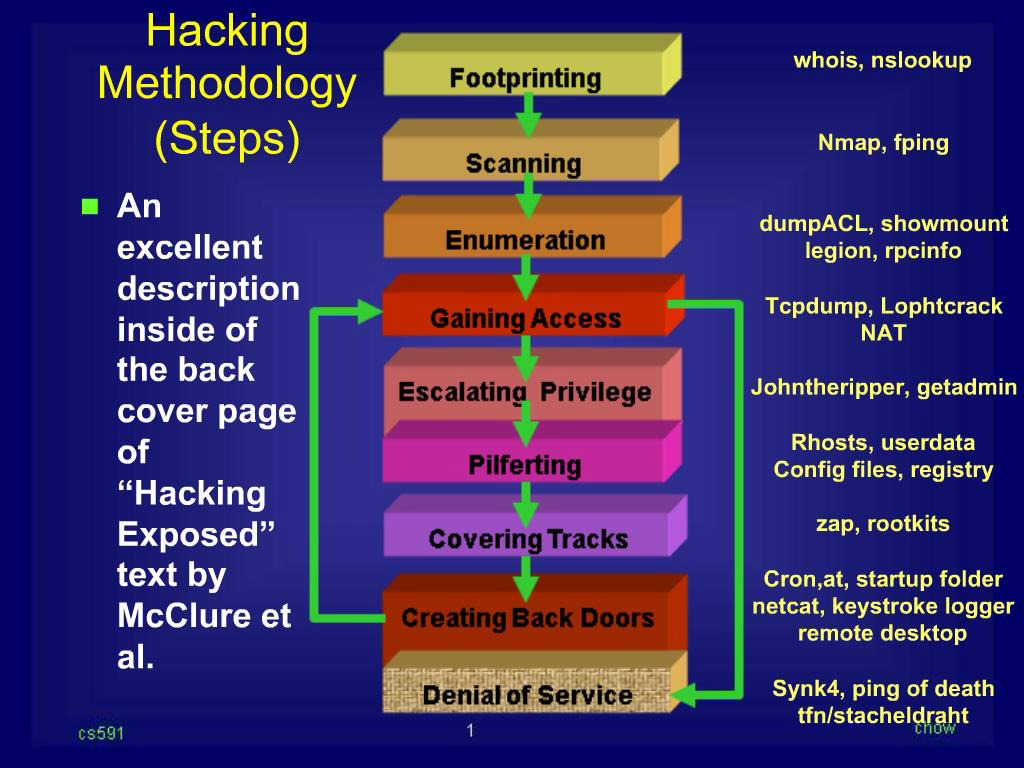 Hacking
Methodology
(Steps)
An
excellent
description
inside of
the back
cover page
of
“Hacking
Exposed”
text by
McClure et
al.
Footprinting
Scanning
Enumeration
Gaining Access
Escalating Privilege
Pilferting
Covering Tracks
Creating Back Doors
Denial of Service
whois, nslookup
Nmap, fping
dumpACL, showmount
legion, rpcinfo
Tcpdump, Lophtcrack
NAT
Johntheripper, getadmin
Rhosts, userdata
Config files, registry
zap, rootkits
Cron,at, startup folder
netcat, keystroke logger
remote desktop
Synk4, ping of death
tfn/stacheldraht
cs591
1
chow